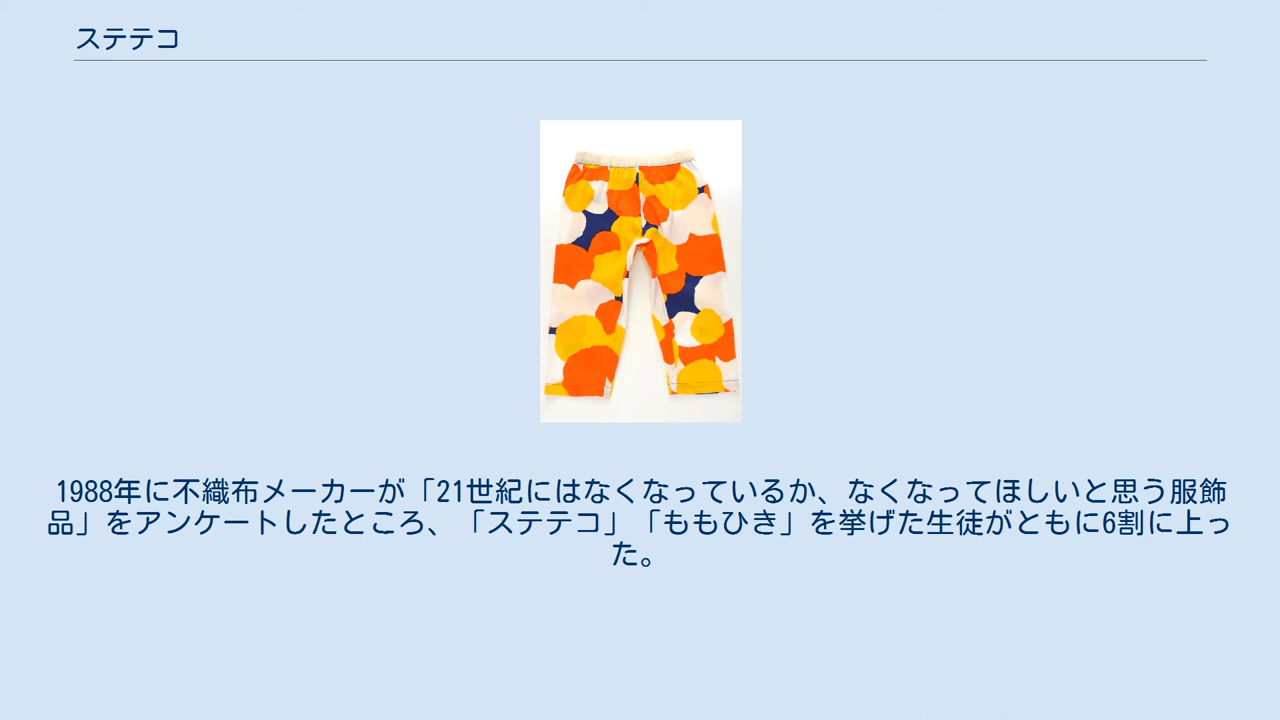 ステテコ
1988年に不織布メーカーが「21世紀にはなくなっているか、なくなってほしいと思う服飾
品」をアンケートしたところ、「ステテコ」「ももひき」を挙げた生徒がともに6割に上っ
た。